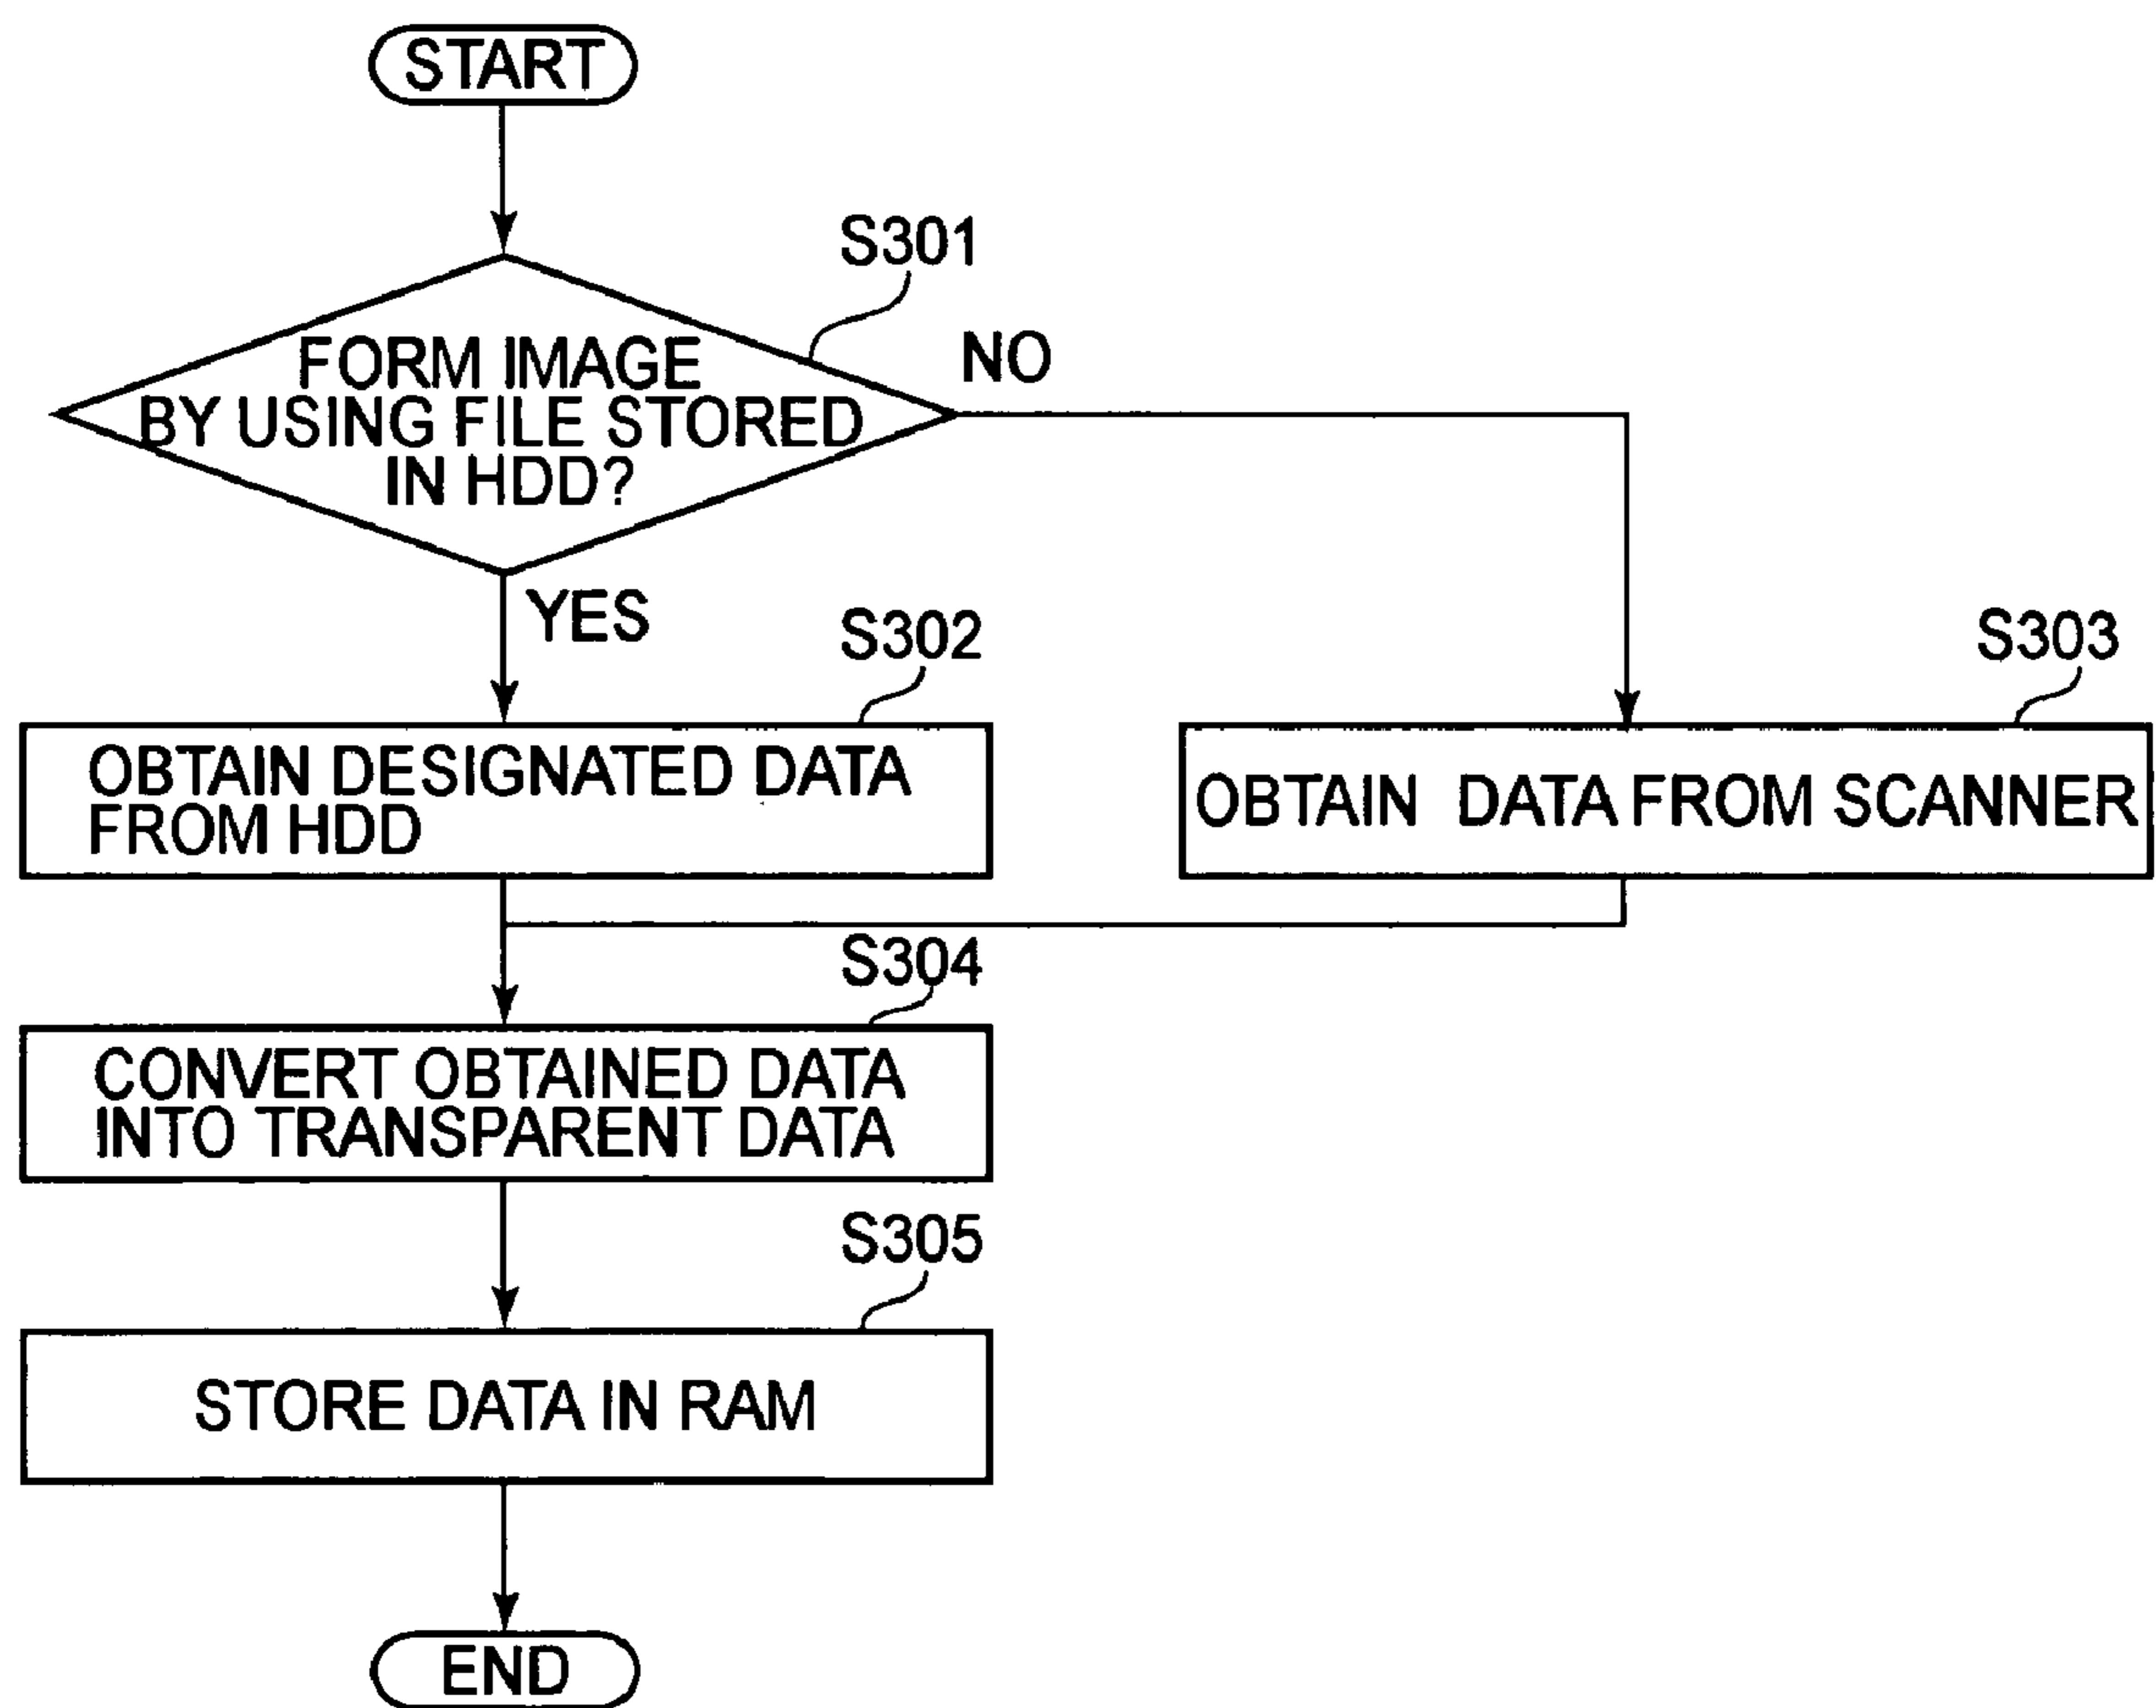 START
S301
FORM IMAGE
BY USING FILE STORED
IN HDD?
NO
YES
S302
OBTAIN DESIGNATED DATA
FROM HDD
S303
OBTAIN DATA FROM SCANNER
S304
CONVERT OBTAINED DATA
INTO TRANSPARENT DATA
S305
STORE DATA IN RAM
END